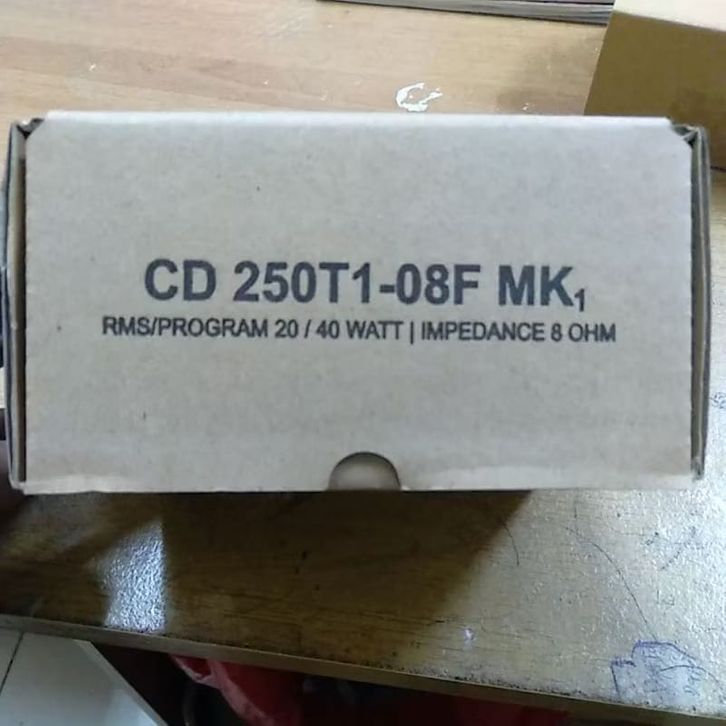 CD 250T1-08F MK₁
RMS/PROGRAM 20 / 40 WATT | IMPEDANCE 8 OHM